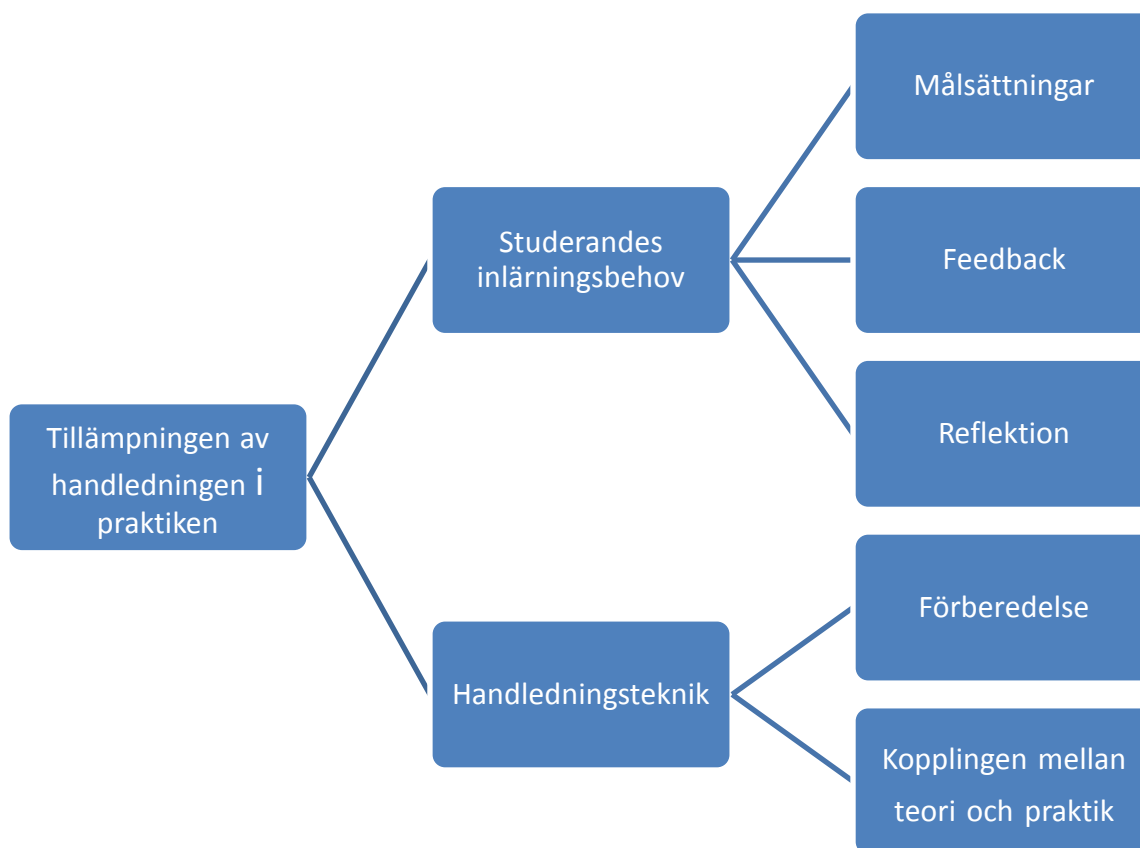 Målsättningar
Studerandes
inlärningsbehov
Feedback
Reflektion
Tillämpningen av
handledningen i
praktiken
Förberedelse
Handledningsteknik
Kopplingen mellan
teori och praktik